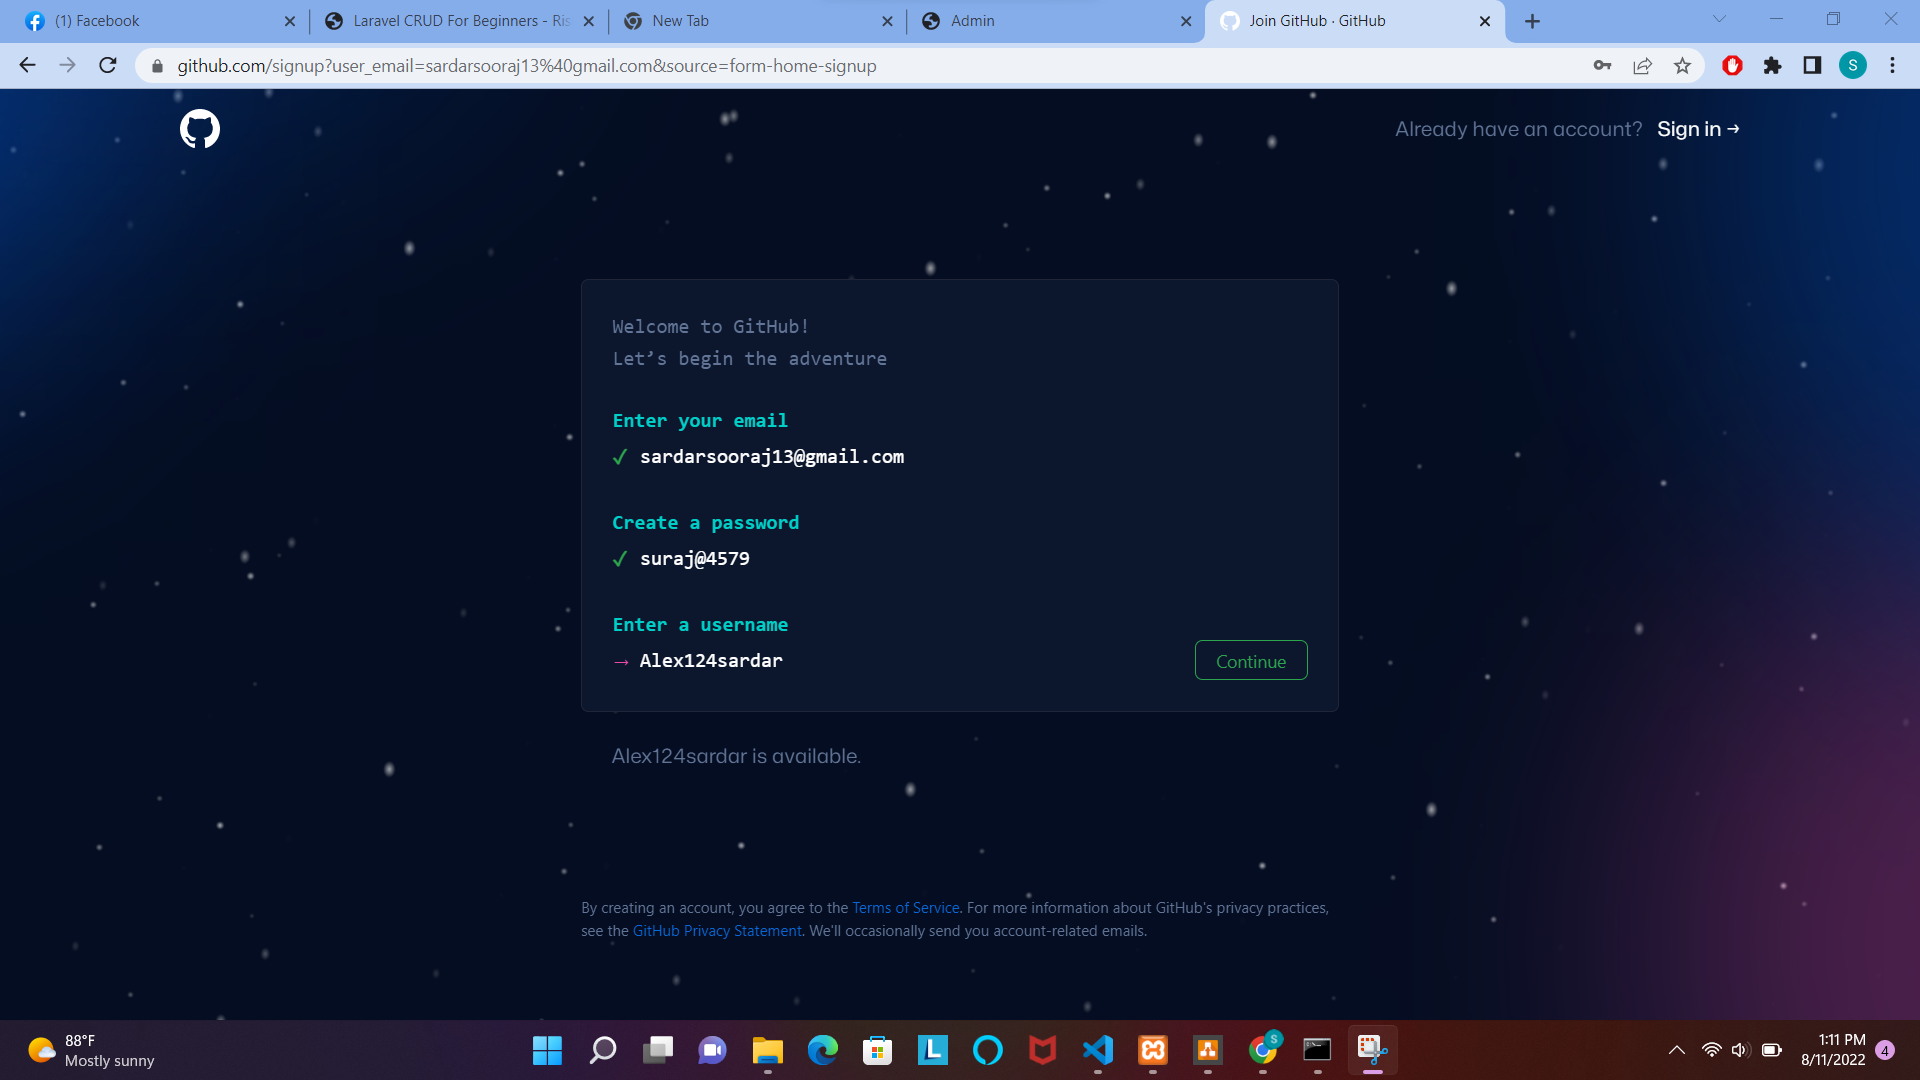 (1) Facebook
Laravel CRUD For Beginners - Ris
New Tab
Admin
Join GitHub · GitHub
github.com/signup?user_email=sardarsooraj13%40gmail.com&source=form-home-signup
S
Already have an account? Sign in →
Welcome to GitHub!
Let’s begin the adventure
Enter your email
✓ sardarsooraj13@gmail.com
Create a password
✓ suraj@4579
Enter a username
→ Alex124sardar
Continue
Alex124sardar is available.
By creating an account, you agree to the Terms of Service. For more information about GitHub's privacy practices,
see the GitHub Privacy Statement. We'll occasionally send you account-related emails.
88°F
Mostly sunny
L
S
1:11 PM
8/11/2022
4